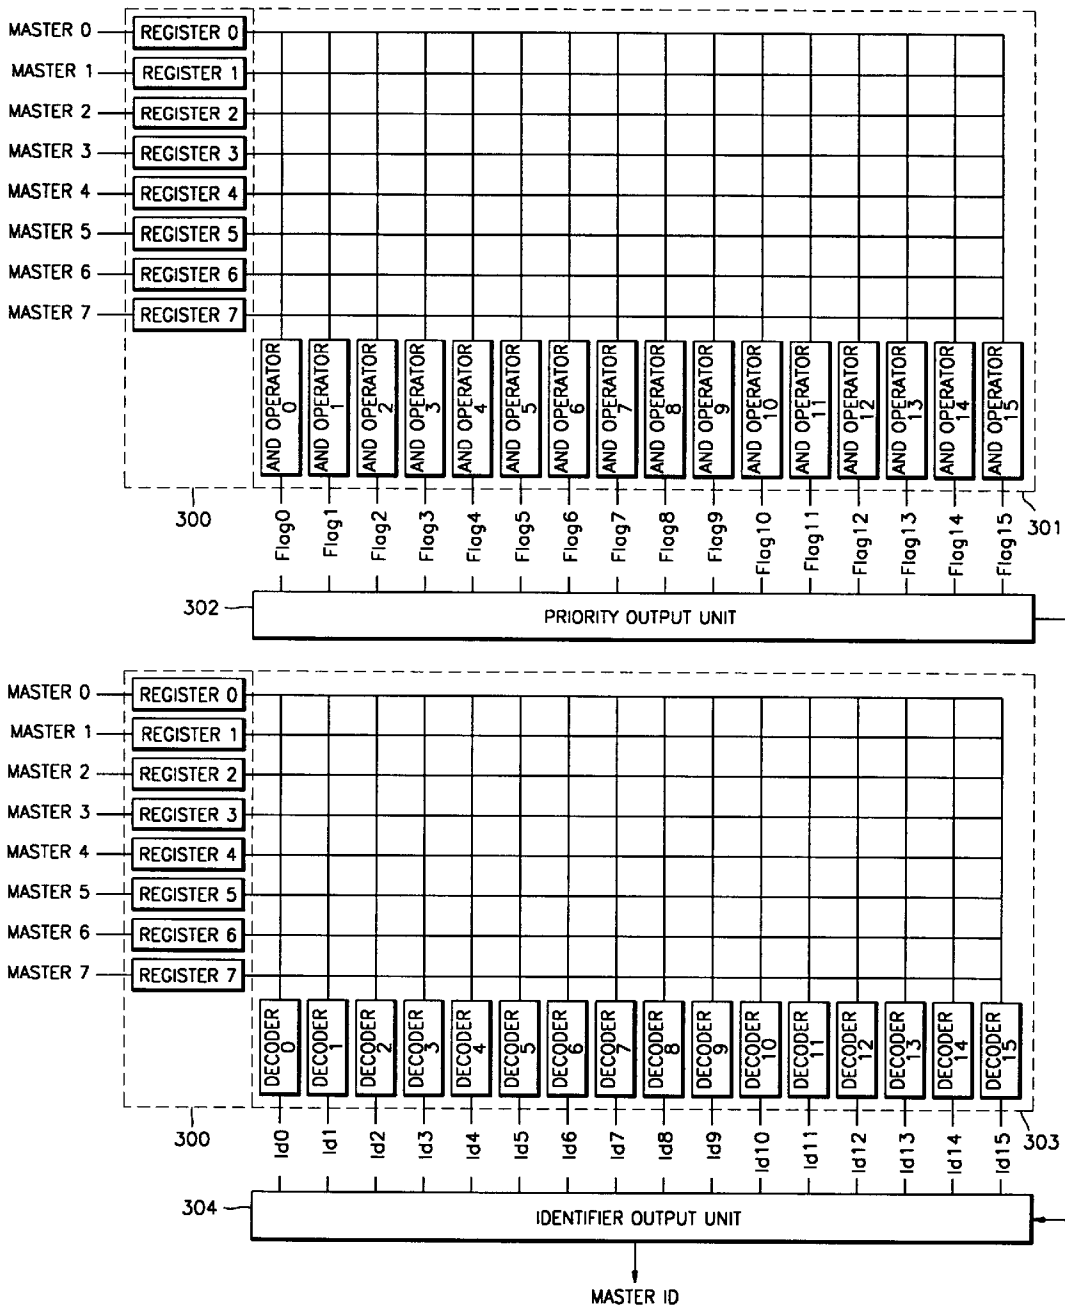 MASTER 0 REGISTER 0
MASTER 1 REGISTER 1
MASTER 2 REGISTER 2
MASTER 3 REGISTER 3
MASTER 4 REGISTER 4
MASTER 5 REGISTER 5
MASTER 6 REGISTER 6
MASTER 7 REGISTER 7
AND OPERATOR 0
AND OPERATOR 1
AND OPERATOR 2
AND OPERATOR 3
AND OPERATOR 4
AND OPERATOR 5
AND OPERATOR 6
AND OPERATOR 7
AND OPERATOR 8
AND OPERATOR 9
AND OPERATOR 10
AND OPERATOR 11
AND OPERATOR 12
AND OPERATOR 13
AND OPERATOR 14
AND OPERATOR 15
300
Flag0
Flag1
Flag2
Flag3
Flag4
Flag5
Flag6
Flag7
Flag8
Flag9
Flag10
Flag11
Flag12
Flag13
Flag14
Flag15
301
302
PRIORITY OUTPUT UNIT
MASTER 0 REGISTER 0
MASTER 1 REGISTER 1
MASTER 2 REGISTER 2
MASTER 3 REGISTER 3
MASTER 4 REGISTER 4
MASTER 5 REGISTER 5
MASTER 6 REGISTER 6
MASTER 7 REGISTER 7
DECODER 0
DECODER 1
DECODER 2
DECODER 3
DECODER 4
DECODER 5
DECODER 6
DECODER 7
DECODER 8
DECODER 9
DECODER 10
DECODER 11
DECODER 12
DECODER 13
DECODER 14
DECODER 15
300
Id0
Id1
Id2
Id3
Id4
Id5
Id6
Id7
Id8
Id9
Id10
Id11
Id12
Id13
Id14
Id15
303
304
IDENTIFIER OUTPUT UNIT
MASTER ID